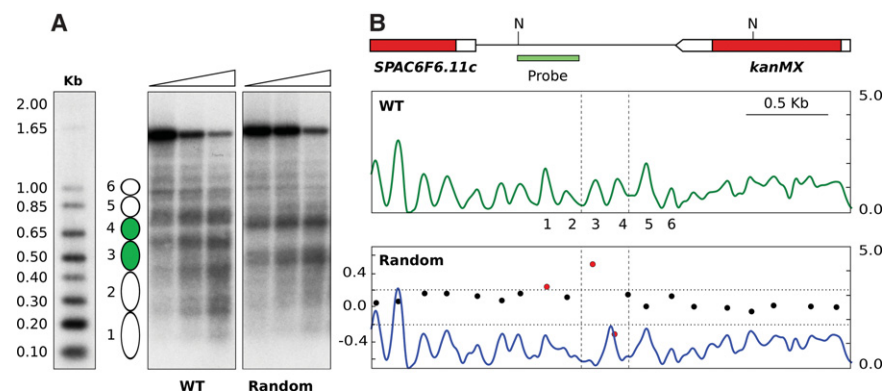 A
Kb
2.00
1.65
1.00
0.85
0.65
0.50
0.40
0.30
0.20
0.10
6
5
4
3
2
1
WT
Random
B
N
N
SPAC6F6.11c
Probe
kanMX
WT
0.5 Kb
5.0
0.0
1 2 3 4 5 6
Random
0.4
0.0
-0.4
5.0
0.0